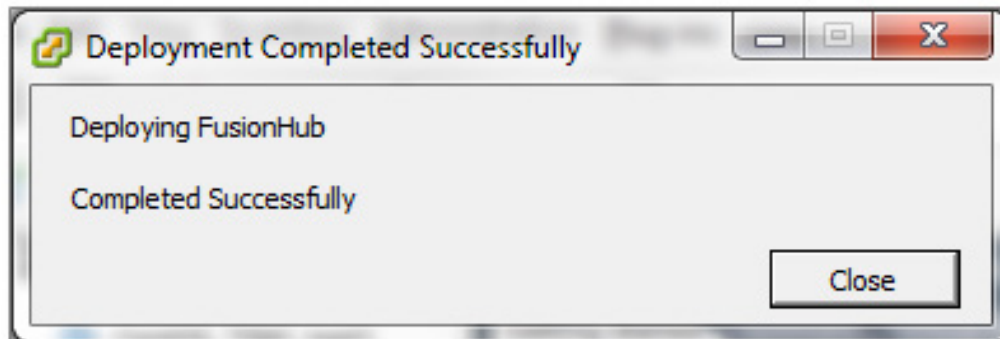 Deployment Completed Successfully
Deploying FusionHub
Completed Successfully
Close